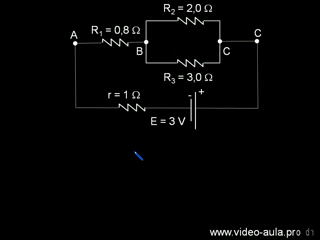 R2 = 2,0 Ω
R1 = 0,8 Ω
A
B
C
C
R3 = 3,0 Ω
r = 1 Ω
- +
E = 3 V
www.video-aula.pro